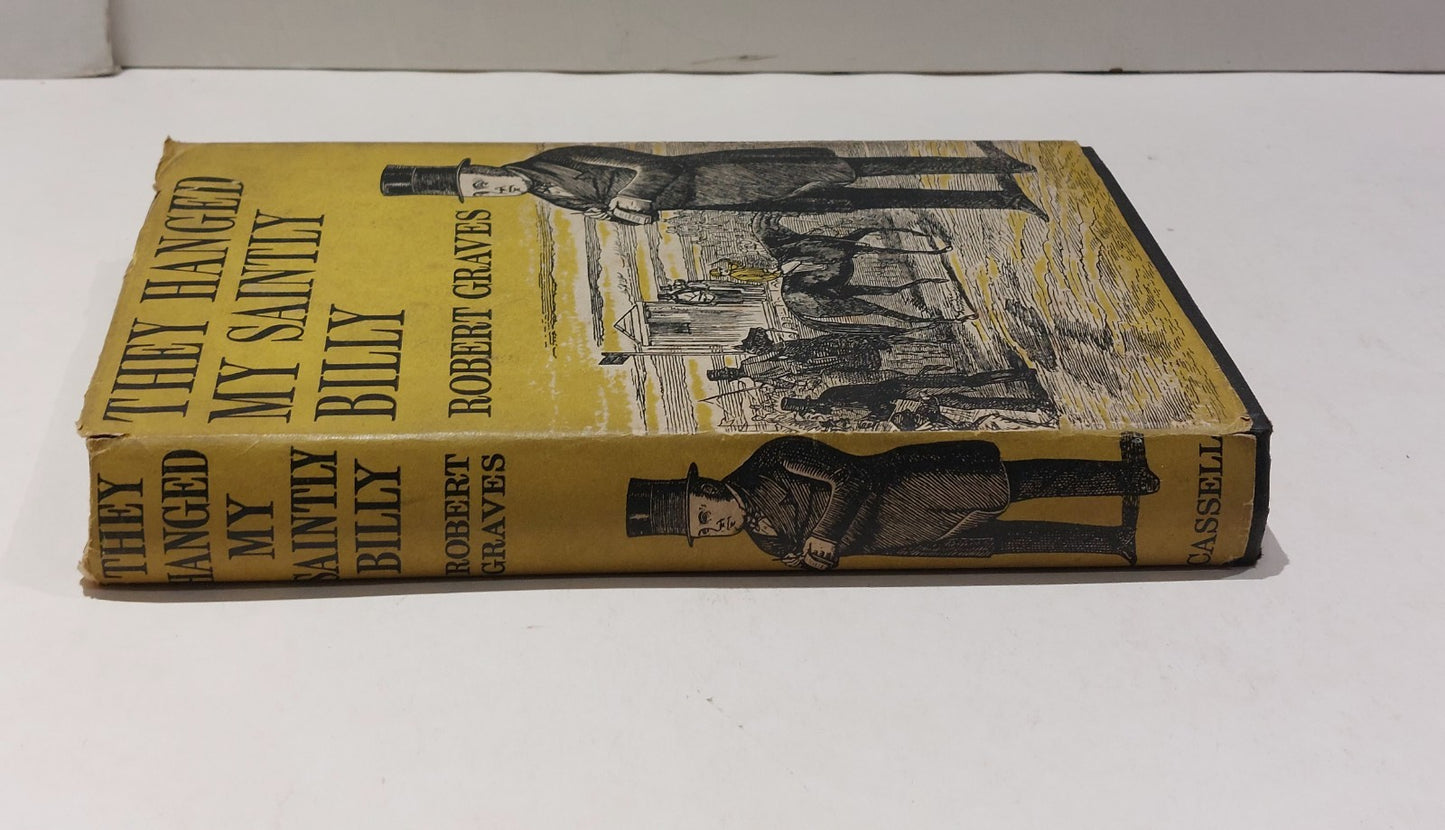 THEY HANGED
MY SAINTLY
BILLY
ROBERT GRAVES
THEY
HANGED
MY
SAINTLY
BILLY
ROBERT
GRAVES
CASSELL